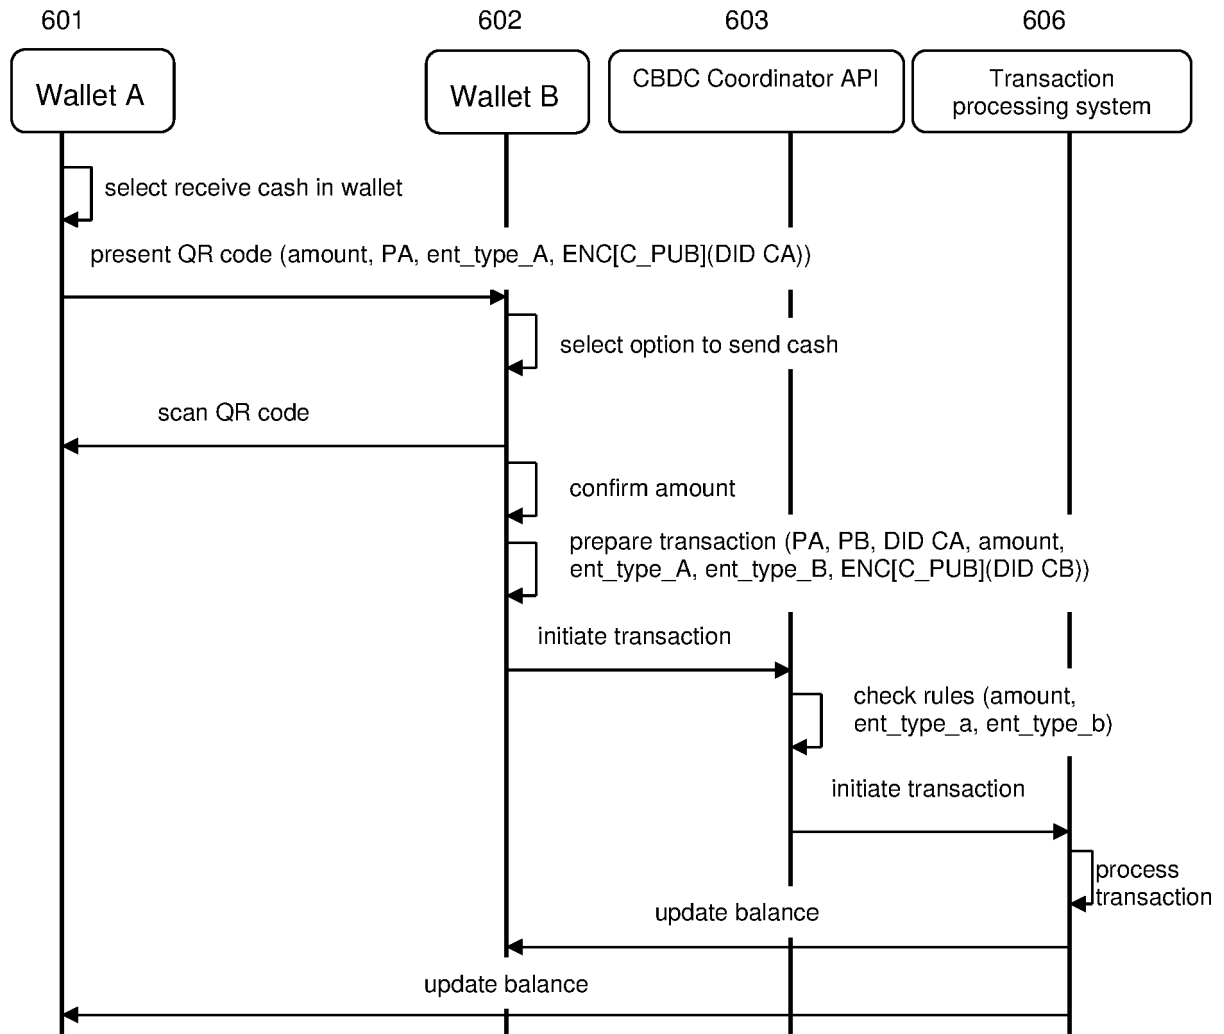 601
602
603
606
Wallet A
Wallet B
CBDC Coordinator API
Transaction
processing system
select receive cash in wallet
present QR code (amount, PA, ent_type_A, ENC[C_PUB](DID CA))
select option to send cash
scan QR code
confirm amount
prepare transaction (PA, PB, DID CA, amount,
ent_type_A, ent_type_B, ENC[C_PUB](DID CB))
initiate transaction
check rules (amount,
ent_type_a, ent_type_b)
initiate transaction
process
transaction
update balance
update balance